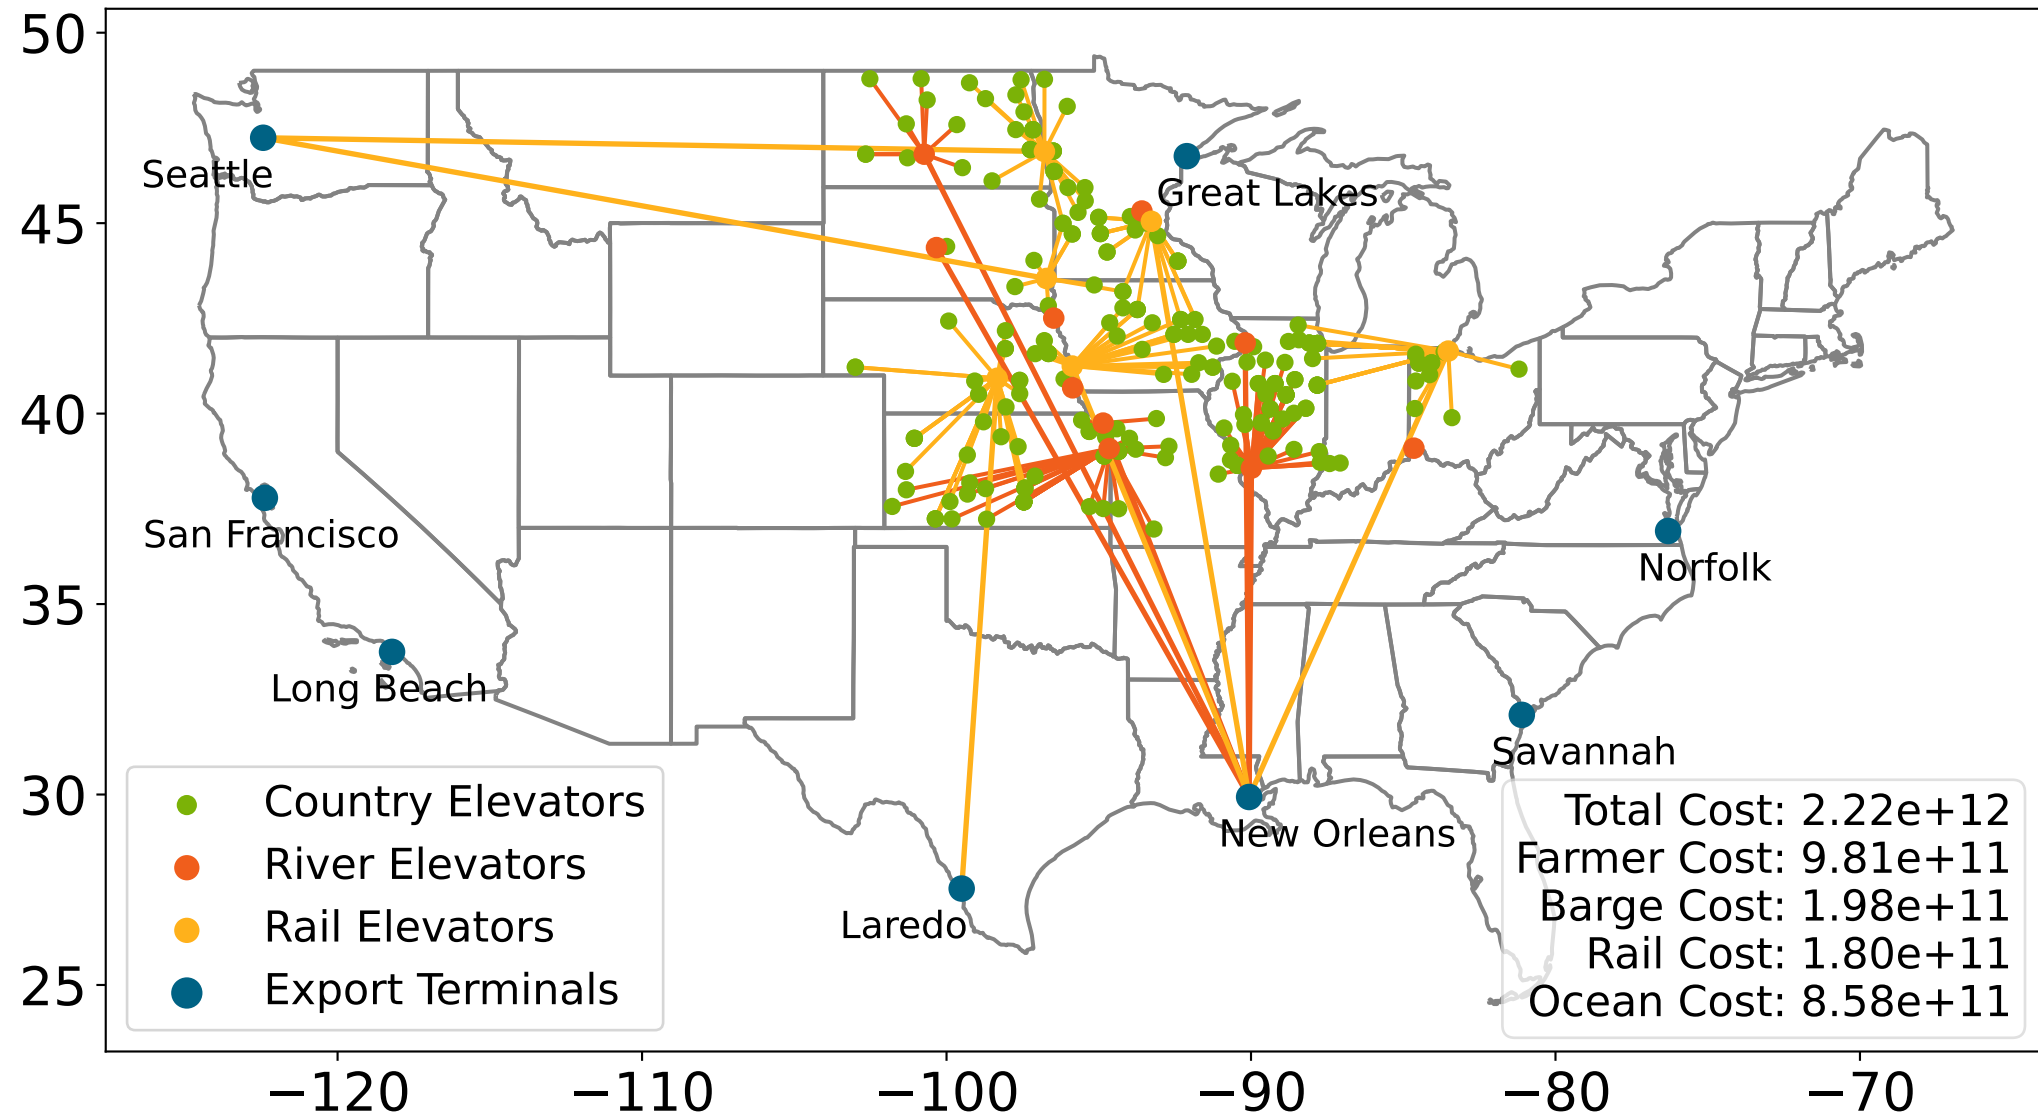 50
45
40
35
30
25
−120
−110
−100
−90
−80
−70
Seattle
Great Lakes
San Francisco
Norfolk
Long Beach
Savannah
New Orleans
Laredo
Country Elevators
River Elevators
Rail Elevators
Export Terminals
Total Cost: 2.22e+12
Farmer Cost: 9.81e+11
Barge Cost: 1.98e+11
Rail Cost: 1.80e+11
Ocean Cost: 8.58e+11